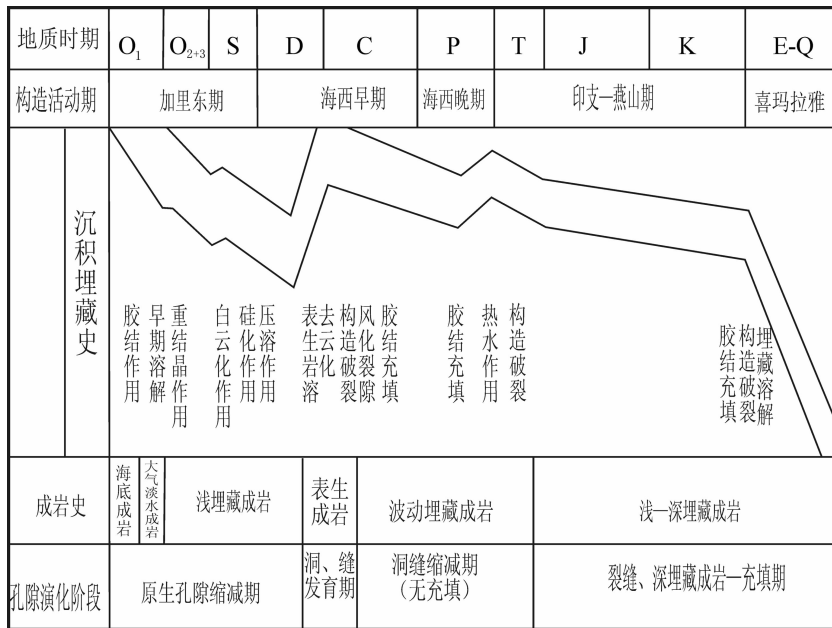 地质时期 O1 O2+3 S D C P T J K E-Q
构造活动期 加里东期 海西早期 海西晚期 印支—燕山期 喜玛拉雅
沉积埋藏史
胶结作用
早期溶解
重结晶作用
白云化作用
硅化作用
压溶作用
表生岩溶
去云化
构造破裂
风化裂隙
胶结充填
胶结充填
热水作用
构造破裂
胶结充填
构造破裂
埋藏溶解
成岩史
海底成岩
大气淡水成岩
浅埋藏成岩
表生
成岩
波动埋藏成岩
浅—深埋藏成岩
孔隙演化阶段
原生孔隙缩减期
洞、缝
发育期
洞缝缩减期
（无充填）
裂缝、深埋藏成岩—充填期